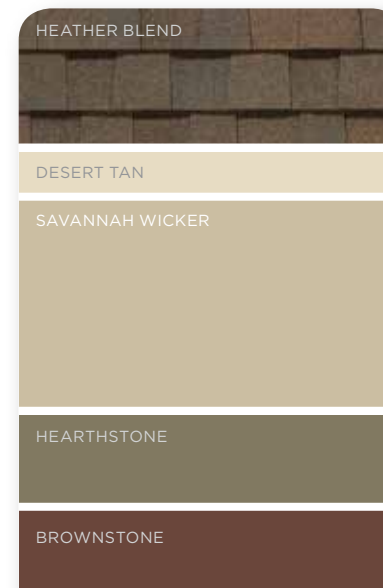 HEATHER BLEND
DESERT TAN
SAVANNAH WICKER
HEARTHSTONE
BROWNSTONE